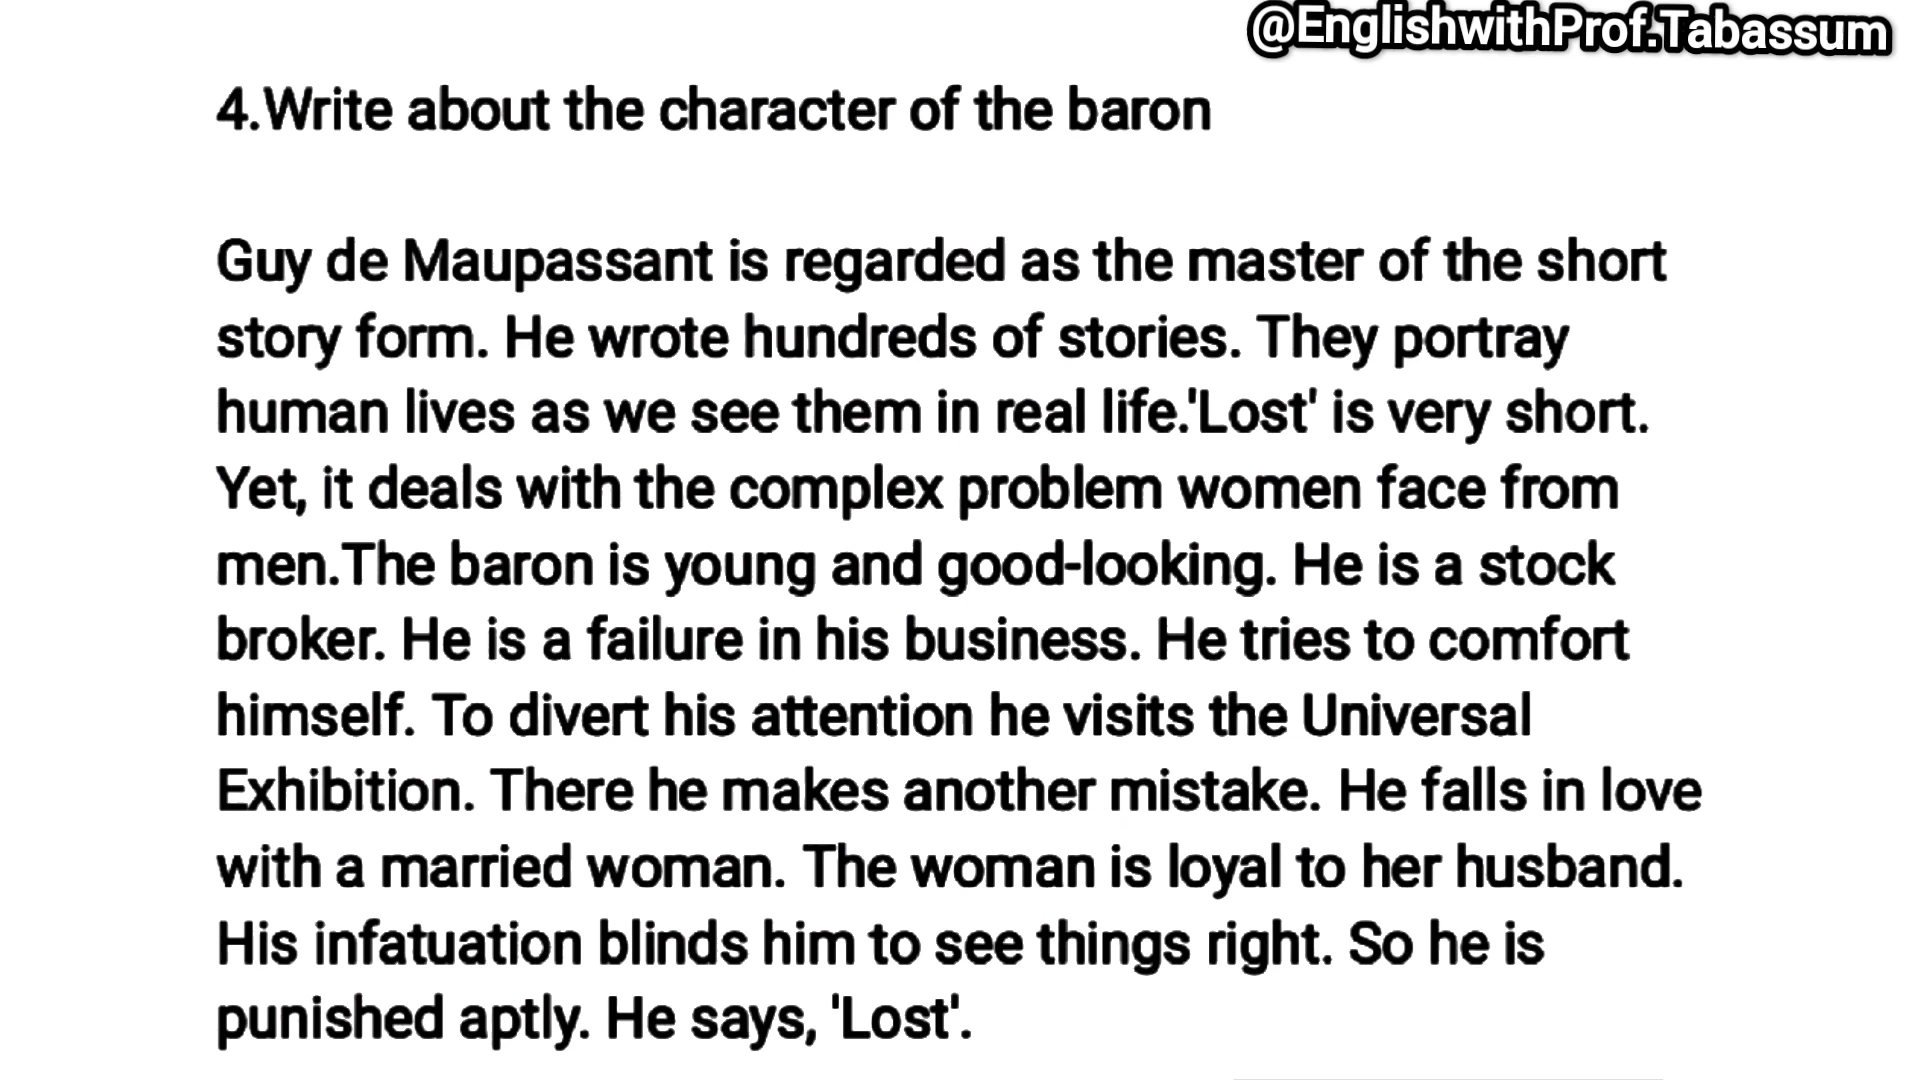 @EnglishwithProf.Tabassum
4.Write about the character of the baron
Guy de Maupassant is regarded as the master of the short
story form. He wrote hundreds of stories. They portray
human lives as we see them in real life.'Lost' is very short.
Yet, it deals with the complex problem women face from
men.The baron is young and good-looking. He is a stock
broker. He is a failure in his business. He tries to comfort
himself. To divert his attention he visits the Universal
Exhibition. There he makes another mistake. He falls in love
with a married woman. The woman is loyal to her husband.
His infatuation blinds him to see things right. So he is
punished aptly. He says, 'Lost'.